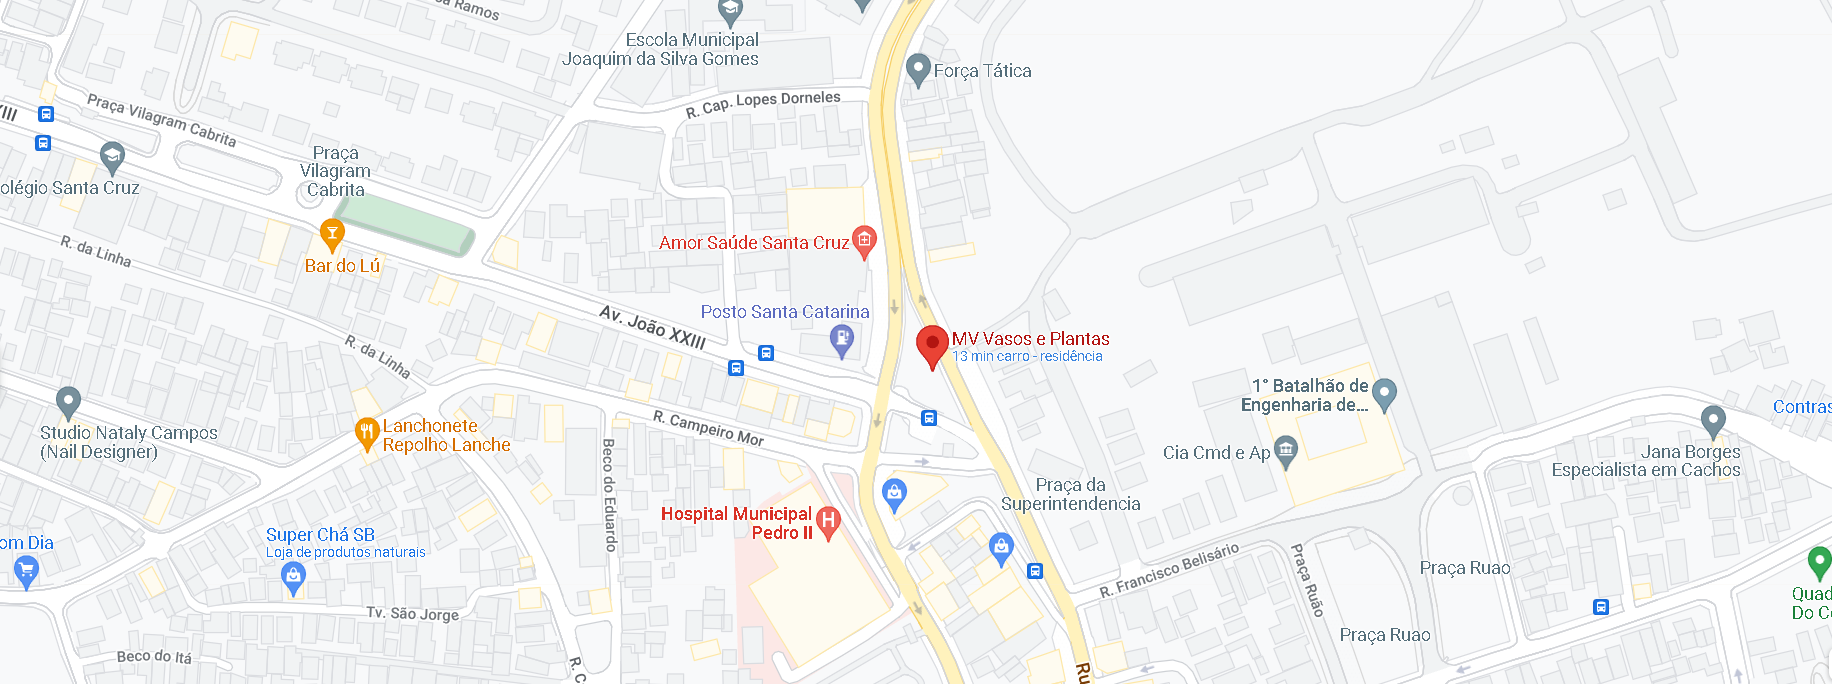 Ramos
Escola Municipal
Joaquim da Silva Gomes
Força Tática
Praça Vilagram Cabrita
R. Cap. Lopes Dorneles
XIII
Praça
Vilagram
Cabrita
olégio Santa Cruz
R. da Linha
Bar do Lú
Amor Saúde Santa Cruz
Posto Santa Catarina
Av. João XXIII
R. da Linha
MV Vasos e Plantas
13 min carro - residência
1° Batalhão de
Engenharia de...
Contras
Studio Nataly Campos
(Nail Designer)
Lanchonete
Repolho Lanche
R. Campeiro Mor
Beco do Eduardo
Cia Cmd e Ap
Jana Borges
Especialista em Cachos
Praça da
Superintendencia
Hospital Municipal
Pedro II
H
Super Chá SB
Loja de produtos naturais
om Dia
R. Francisco Belisário
Praça Ruão
Praça Ruao
Quad
Do Co
Tv. São Jorge
Praça Ruao
Beco do Itá
R. C
Ru